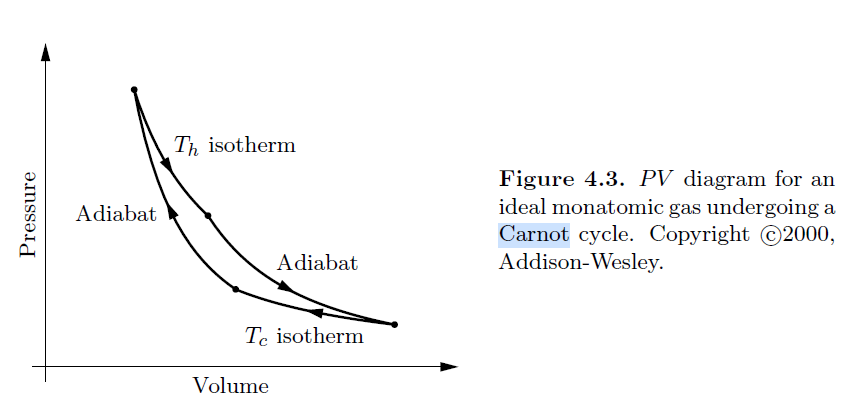 T_h isotherm
Adiabat
Adiabat
T_c isotherm
Pressure
Volume
Figure 4.3. PV diagram for an
ideal monatomic gas undergoing a
Carnot cycle. Copyright ©2000,
Addison-Wesley.